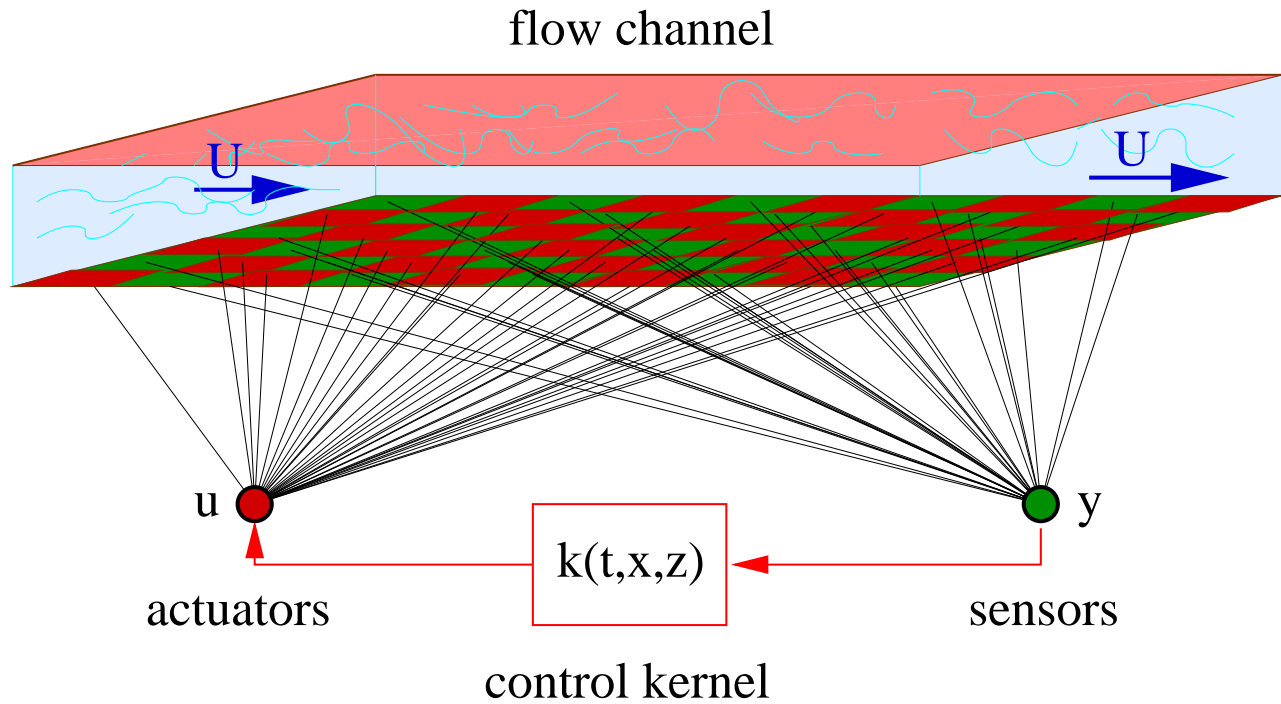 flow channel
U
U
u
y
k(t,x,z)
actuators
sensors
control kernel